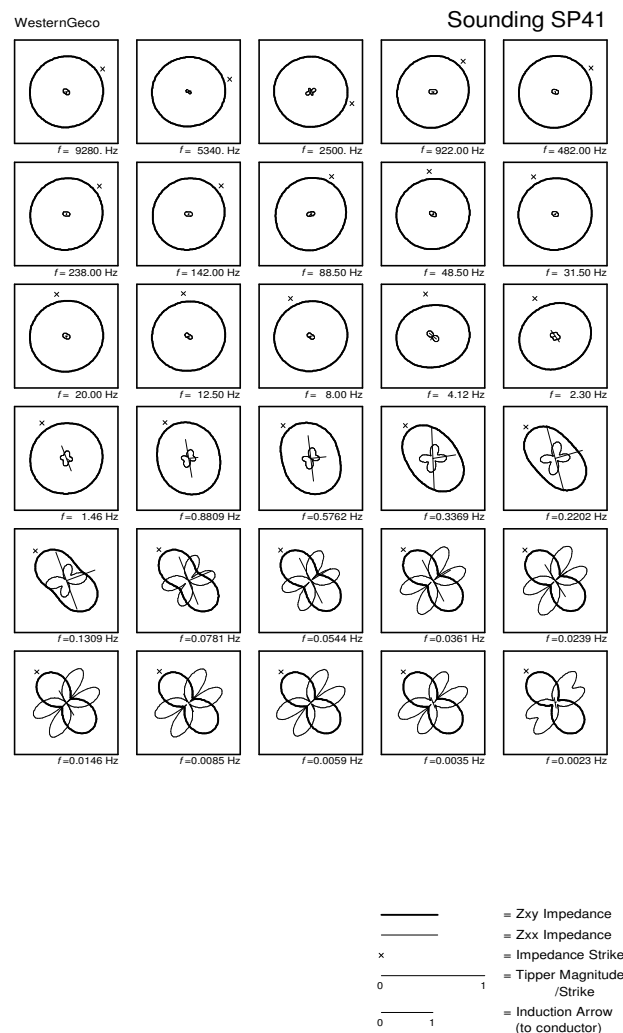 WesternGeco Sounding SP41
f = 9280. Hz f = 5340. Hz f = 2500. Hz f = 922.00 Hz f = 482.00 Hz
f = 238.00 Hz f = 142.00 Hz f = 88.50 Hz f = 48.50 Hz f = 31.50 Hz
f = 20.00 Hz f = 12.50 Hz f = 8.00 Hz f = 4.12 Hz f = 2.30 Hz
f = 1.46 Hz f =0.8809 Hz f =0.5762 Hz f =0.3369 Hz f =0.2202 Hz
f =0.1309 Hz f =0.0781 Hz f =0.0544 Hz f =0.0361 Hz f =0.0239 Hz
f =0.0146 Hz f =0.0085 Hz f =0.0059 Hz f =0.0035 Hz f =0.0023 Hz
= Zxy Impedance
= Zxx Impedance
× = Impedance Strike
= Tipper Magnitude
0 1 /Strike
= Induction Arrow
0 1 (to conductor)